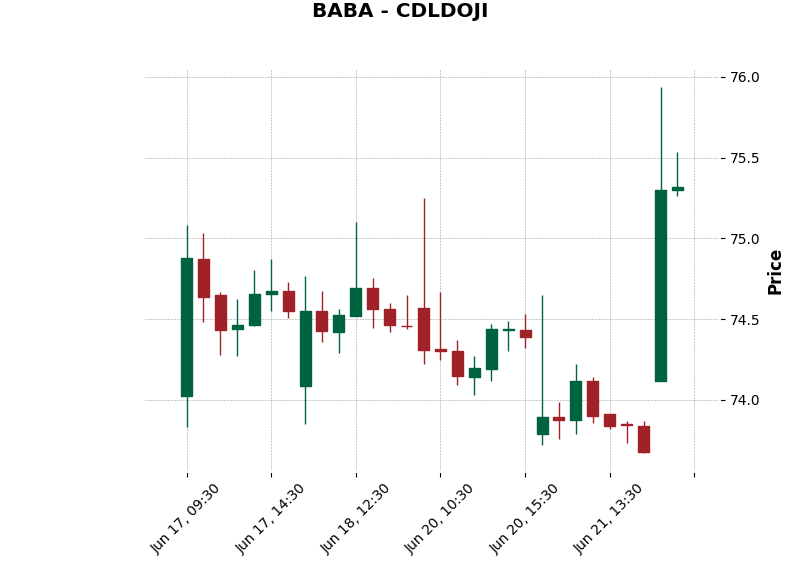 BABA - CDLDOJI
76.0
75.5
75.0
74.5
74.0
Price
Jun 17, 09:30
Jun 17, 14:30
Jun 18, 12:30
Jun 20, 10:30
Jun 20, 15:30
Jun 21, 13:30